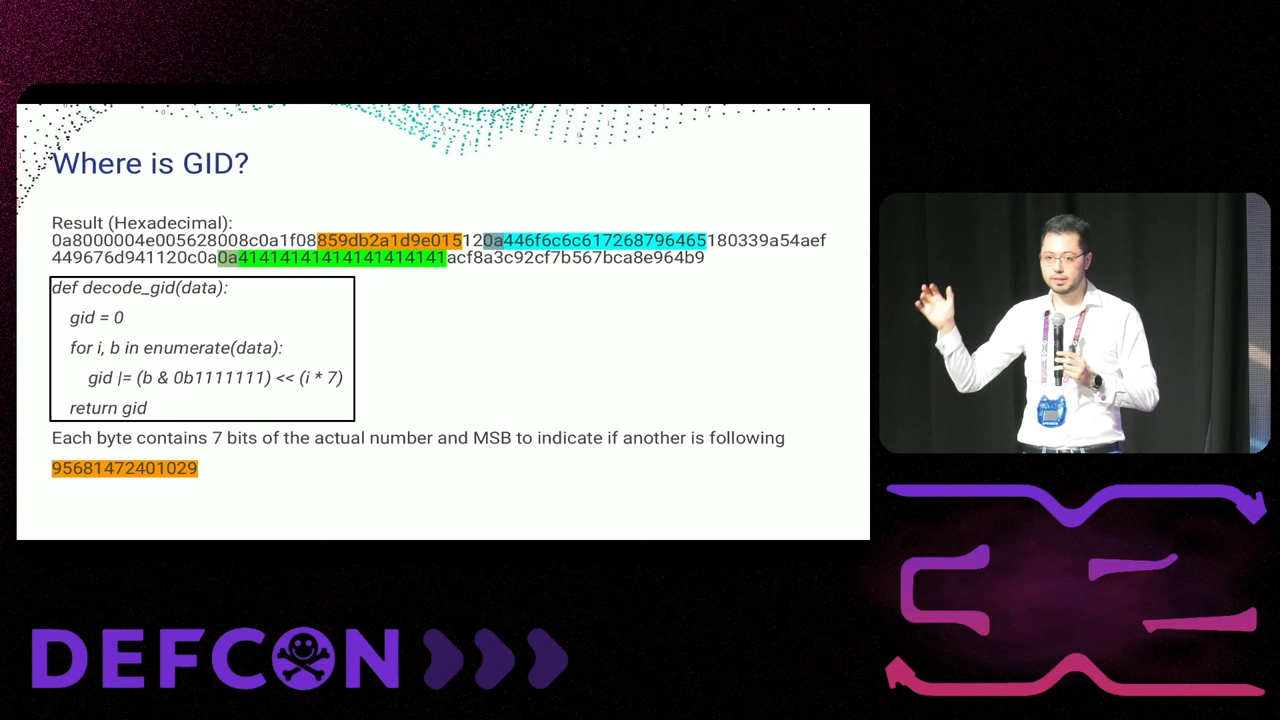 Where is GID?
Result (Hexadecimal):
0a8000004e005628008c0a1f08859db2a1d9e015120a446f6c6c617268796465180339a54aef
449676d941120c0a0a41414141414141414141acf8a3c92cf7b567bca8e964b9
def decode_gid(data):
gid = 0
for i, b in enumerate(data):
gid |= (b & 0b1111111) << (i * 7)
return gid
Each byte contains 7 bits of the actual number and MSB to indicate if another is following
95681472401029
DEFCON